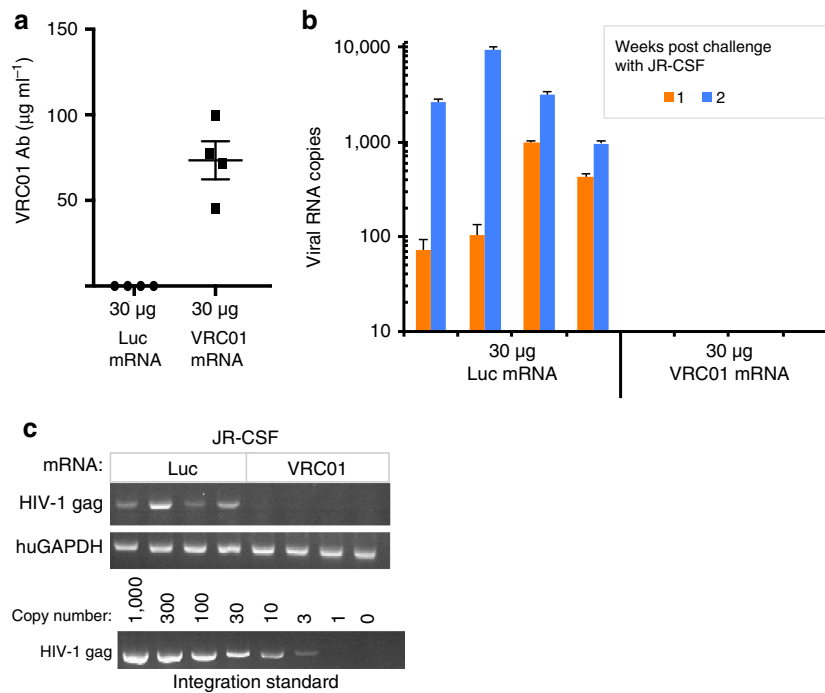 a
150
100
50
VRC01 Ab (µg ml–1)
30 µg
Luc
mRNA
30 µg
VRC01
mRNA
b
10,000
1,000
100
10
Viral RNA copies
Weeks post challenge
with JR-CSF
1 2
30 µg
Luc mRNA
30 µg
VRC01 mRNA
c
JR-CSF
mRNA: Luc VRC01
HIV-1 gag
huGAPDH
Copy number: 1,000 300 100 30 10 3 1 0
HIV-1 gag
Integration standard